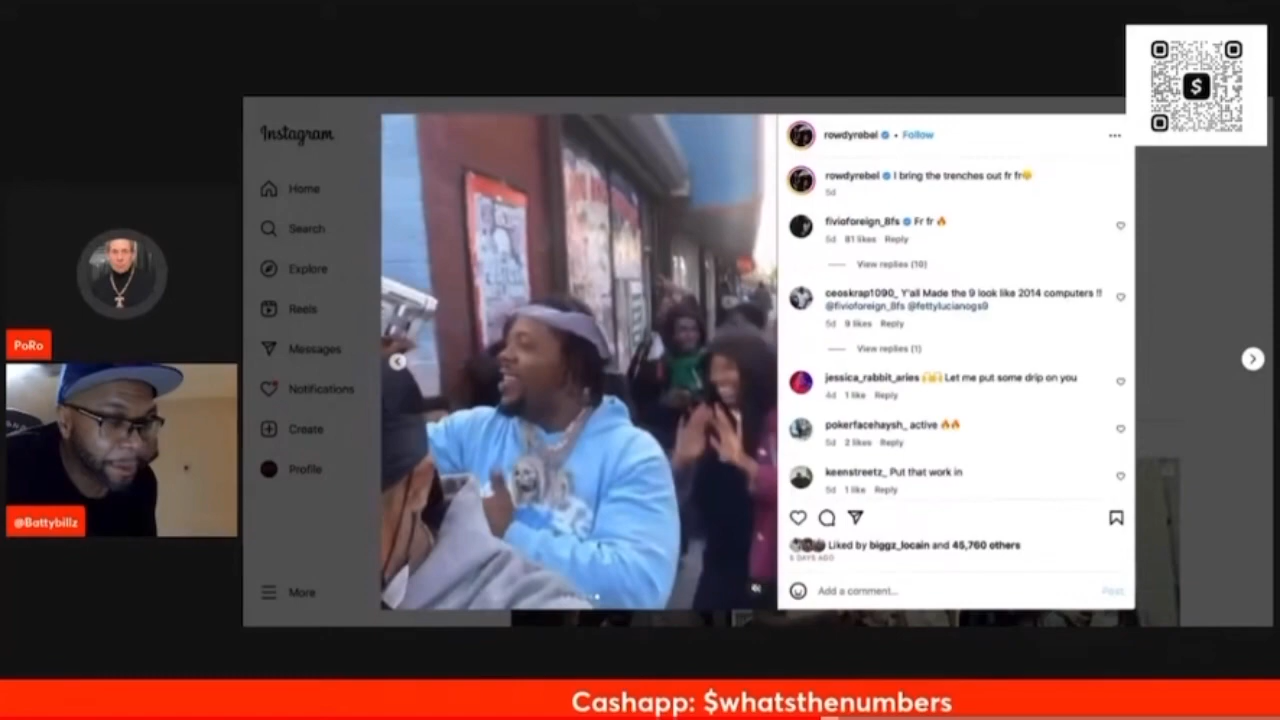 Instagram
Home
Search
Explore
Reels
Messages
Notifications
Create
Profile
More
PoRo
@Battybillz
rowdyrebel • Follow
rowdyrebel I bring the trenches out fr fr
5d
fivioforeign_8fs Fr fr 🔥
5d 81 likes Reply
View replies (10)
ceoskrap1090_ Y'all Made the 9 look like 2014 computers !!
@fivioforeign_8fs @fettylucianogs9
5d 9 likes Reply
View replies (1)
jessica_rabbit_aries 🙌🙌 Let me put some drip on you
4d 1 like Reply
pokerfacehaysh_ active 🔥🔥
5d 2 likes Reply
keenstreetz_ Put that work in
5d 1 like Reply
Liked by biggz_locain and 45,760 others
5 DAYS AGO
Add a comment...
Post
$
Cashapp: $whatsthenumbers